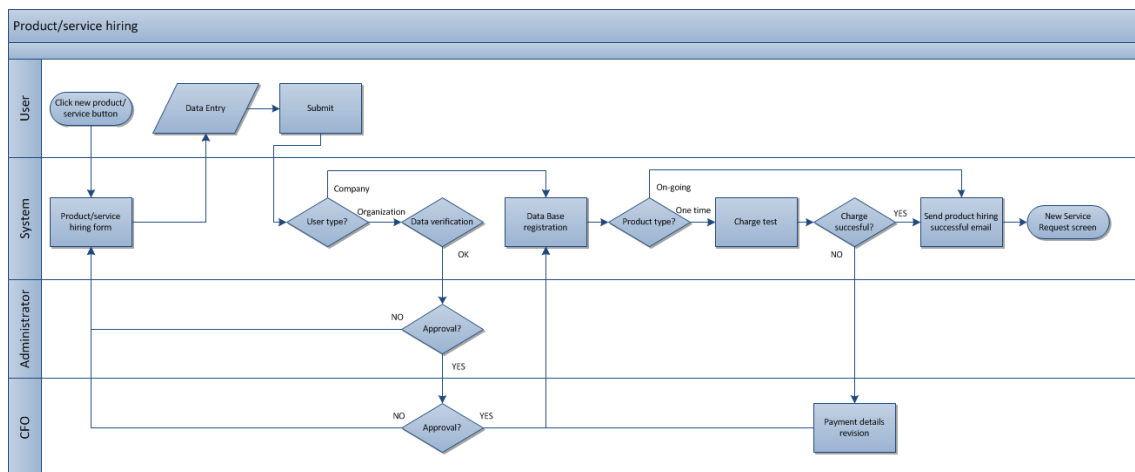 Product/service hiring
User
Click new product/
service button
Data Entry
Submit
System
Product/service
hiring form
Company
User type?
Organization
Data verification
OK
Data Base
registration
On-going
Product type?
One time
Charge test
Charge
succesful?
YES
NO
Send product hiring
successful email
New Service
Request screen
Administrator
NO
Approval?
YES
CFO
NO
Approval?
YES
Payment details
revision